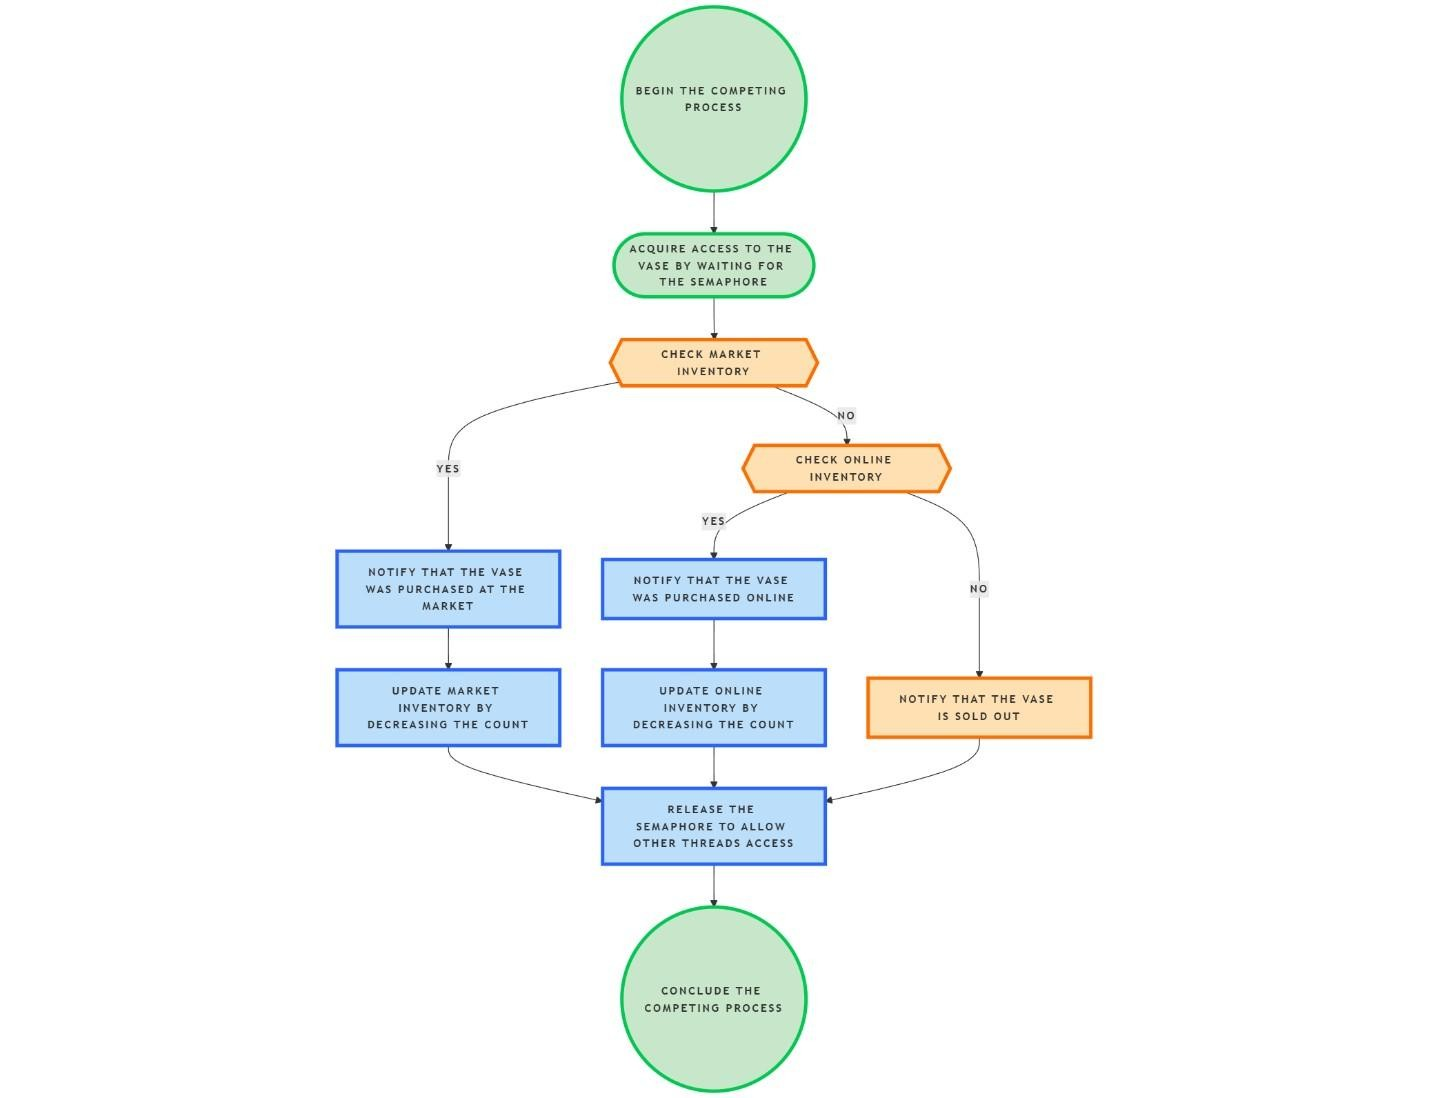 BEGIN THE COMPETING
PROCESS
ACQUIRE ACCESS TO THE
VASE BY WAITING FOR
THE SEMAPHORE
CHECK MARKET
INVENTORY
NO
CHECK ONLINE
INVENTORY
YES
YES
NOTIFY THAT THE VASE
WAS PURCHASED AT THE
MARKET
NOTIFY THAT THE VASE
WAS PURCHASED ONLINE
NO
UPDATE MARKET
INVENTORY BY
DECREASING THE COUNT
UPDATE ONLINE
INVENTORY BY
DECREASING THE COUNT
NOTIFY THAT THE VASE
IS SOLD OUT
RELEASE THE
SEMAPHORE TO ALLOW
OTHER THREADS ACCESS
CONCLUDE THE
COMPETING PROCESS